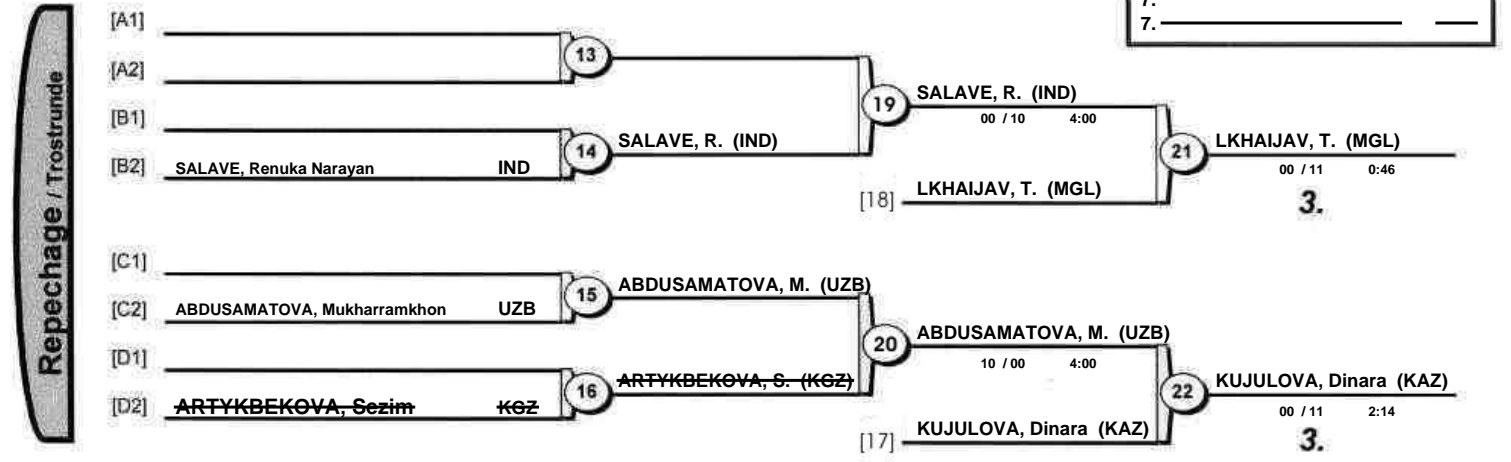 7.
7.
Repechage / Trostrunde
[A1]
[A2]
13
[B1]
[B2] SALAVE, Renuka Narayan IND
14
SALAVE, R. (IND)
19
SALAVE, R. (IND)
00 / 10 4:00
[18] LKHAIJAV, T. (MGL)
21
LKHAIJAV, T. (MGL)
00 / 11 0:46
3.
[C1]
[C2] ABDUSAMATOVA, Mukharramkhon UZB
15
ABDUSAMATOVA, M. (UZB)
[D1]
[D2] ARTYKBEKOVA, Sezim KGZ
16
ARTYKBEKOVA, S. (KGZ)
20
ABDUSAMATOVA, M. (UZB)
10 / 00 4:00
[17] KUJULOVA, Dinara (KAZ)
22
KUJULOVA, Dinara (KAZ)
00 / 11 2:14
3.